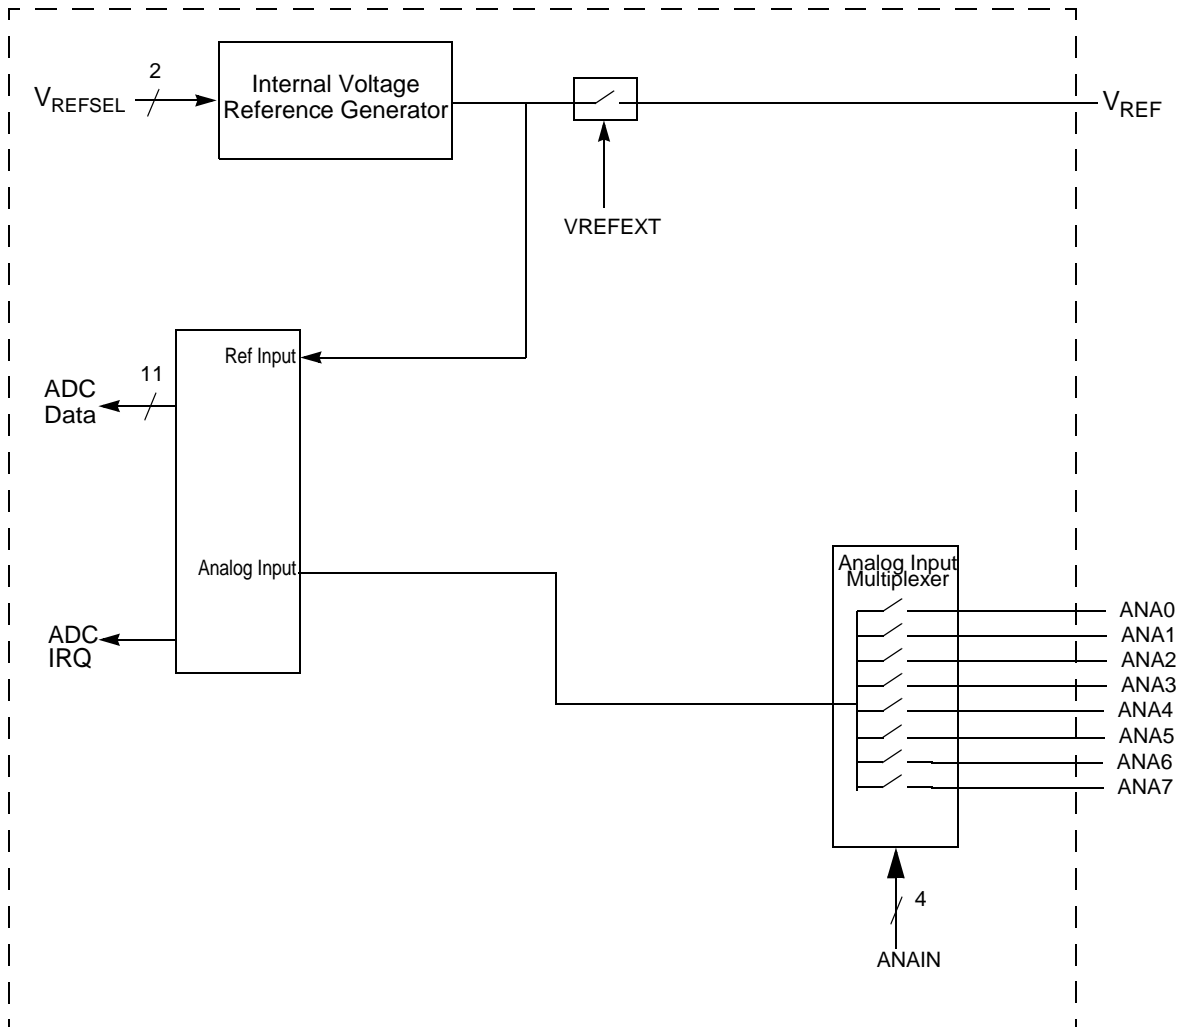 2
Internal Voltage
Reference Generator
VREFSEL
VREF
VREFEXT
Ref Input
11
ADC
Data
Analog Input
ADC
IRQ
Analog Input
Multiplexer
ANA0
ANA1
ANA2
ANA3
ANA4
ANA5
ANA6
ANA7
4
ANAIN